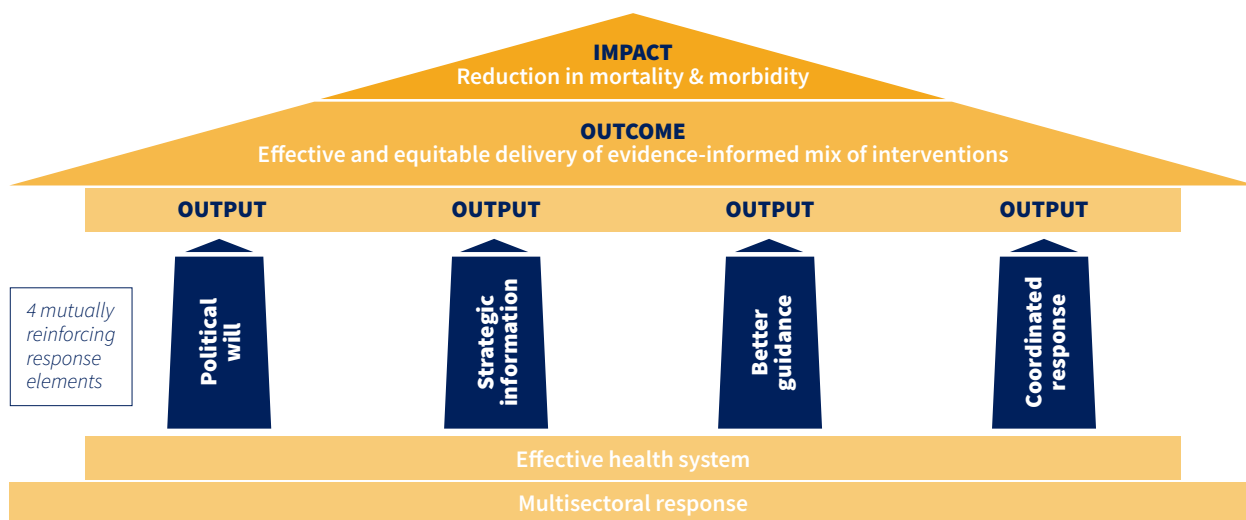 IMPACT
Reduction in mortality & morbidity
OUTCOME
Effective and equitable delivery of evidence-informed mix of interventions
OUTPUT
OUTPUT
OUTPUT
OUTPUT
4 mutually
reinforcing
response
elements
Political
will
Strategic
information
Better
guidance
Coordinated
response
Effective health system
Multisectoral response